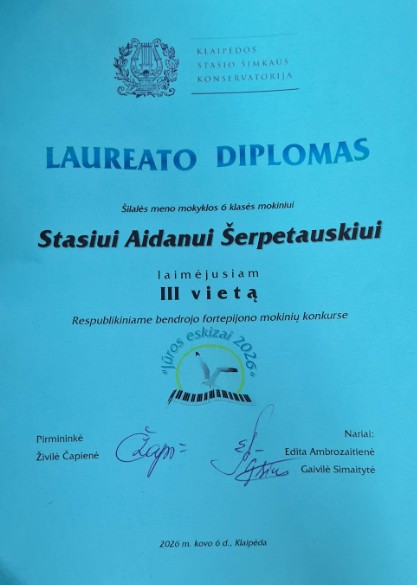 KLAIPĖDOS
STASIO ŠIMKAUS
KONSERVATORIJA
LAUREATO DIPLOMAS
Šilalės meno mokyklos 6 klasės mokiniui
Stasiui Aidanui Šerpetauskiui
laimėjusiam
III vietą
Respublikiniame bendrojo fortepijono mokinių konkurse
"Jūros eskizai 2026"
Pirmininkė
Živilė Čapienė
Nariai:
Edita Ambrozaitienė
Gaivilė Simaitytė
2026 m. kovo 6 d., Klaipėda